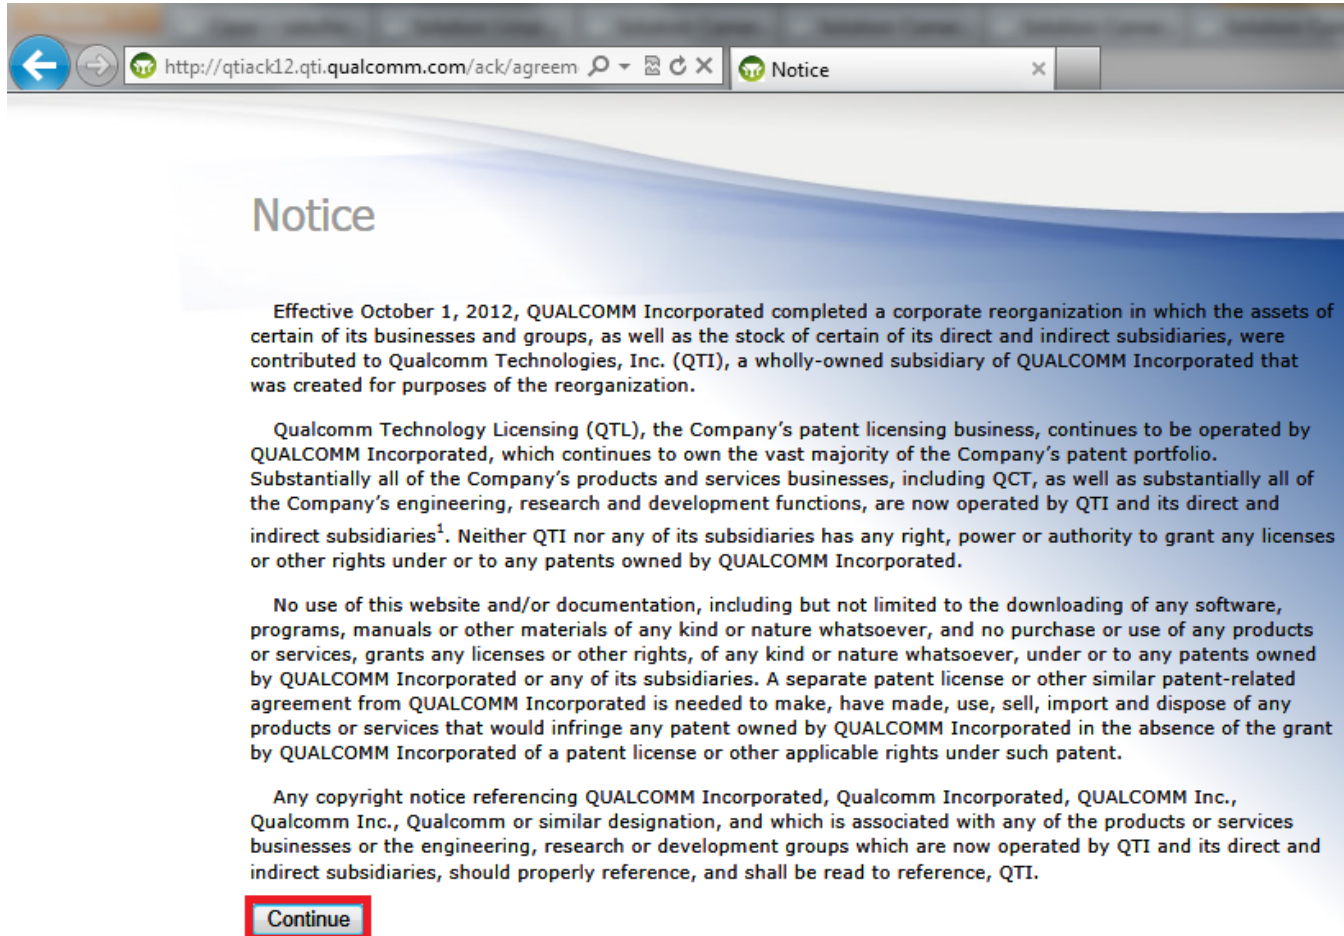 http://qtiack12.qti.qualcomm.com/ack/agreem
Notice
Notice
Effective October 1, 2012, QUALCOMM Incorporated completed a corporate reorganization in which the assets of
certain of its businesses and groups, as well as the stock of certain of its direct and indirect subsidiaries, were
contributed to Qualcomm Technologies, Inc. (QTI), a wholly-owned subsidiary of QUALCOMM Incorporated that
was created for purposes of the reorganization.
Qualcomm Technology Licensing (QTL), the Company’s patent licensing business, continues to be operated by
QUALCOMM Incorporated, which continues to own the vast majority of the Company’s patent portfolio.
Substantially all of the Company’s products and services businesses, including QCT, as well as substantially all of
the Company’s engineering, research and development functions, are now operated by QTI and its direct and
indirect subsidiaries¹. Neither QTI nor any of its subsidiaries has any right, power or authority to grant any licenses
or other rights under or to any patents owned by QUALCOMM Incorporated.
No use of this website and/or documentation, including but not limited to the downloading of any software,
programs, manuals or other materials of any kind or nature whatsoever, and no purchase or use of any products
or services, grants any licenses or other rights, of any kind or nature whatsoever, under or to any patents owned
by QUALCOMM Incorporated or any of its subsidiaries. A separate patent license or other similar patent-related
agreement from QUALCOMM Incorporated is needed to make, have made, use, sell, import and dispose of any
products or services that would infringe any patent owned by QUALCOMM Incorporated in the absence of the grant
by QUALCOMM Incorporated of a patent license or other applicable rights under such patent.
Any copyright notice referencing QUALCOMM Incorporated, Qualcomm Incorporated, QUALCOMM Inc.,
Qualcomm Inc., Qualcomm or similar designation, and which is associated with any of the products or services
businesses or the engineering, research or development groups which are now operated by QTI and its direct and
indirect subsidiaries, should properly reference, and shall be read to reference, QTI.
Continue